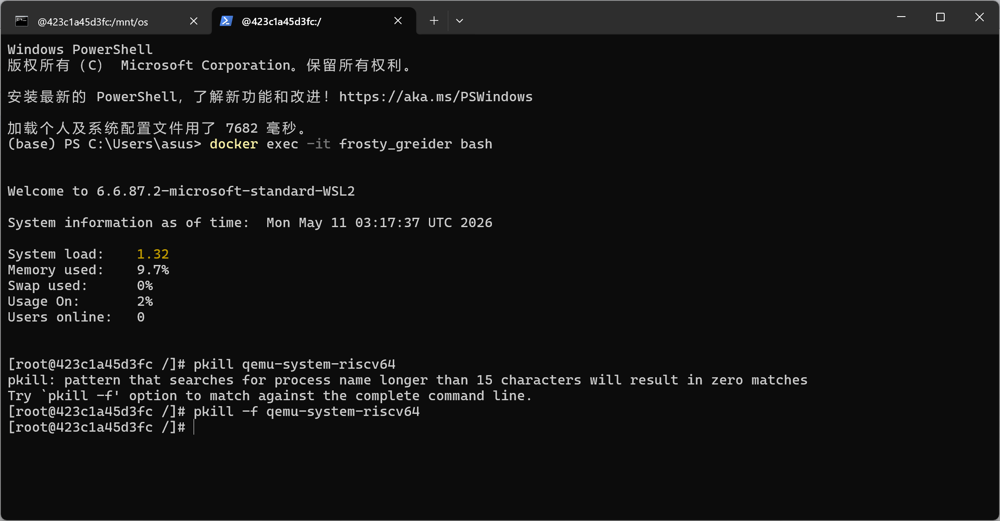 @423c1a45d3fc:/mnt/os
@423c1a45d3fc:/
Windows PowerShell
版权所有（C） Microsoft Corporation。保留所有权利。
安装最新的 PowerShell，了解新功能和改进！https://aka.ms/PSWindows
加载个人及系统配置文件用了 7682 毫秒。
(base) PS C:\Users\asus> docker exec -it frosty_greider bash
Welcome to 6.6.87.2-microsoft-standard-WSL2
System information as of time:  Mon May 11 03:17:37 UTC 2026
System load:    1.32
Memory used:    9.7%
Swap used:      0%
Usage On:       2%
Users online:   0
[root@423c1a45d3fc /]# pkill qemu-system-riscv64
pkill: pattern that searches for process name longer than 15 characters will result in zero matches
Try `pkill -f' option to match against the complete command line.
[root@423c1a45d3fc /]# pkill -f qemu-system-riscv64
[root@423c1a45d3fc /]#